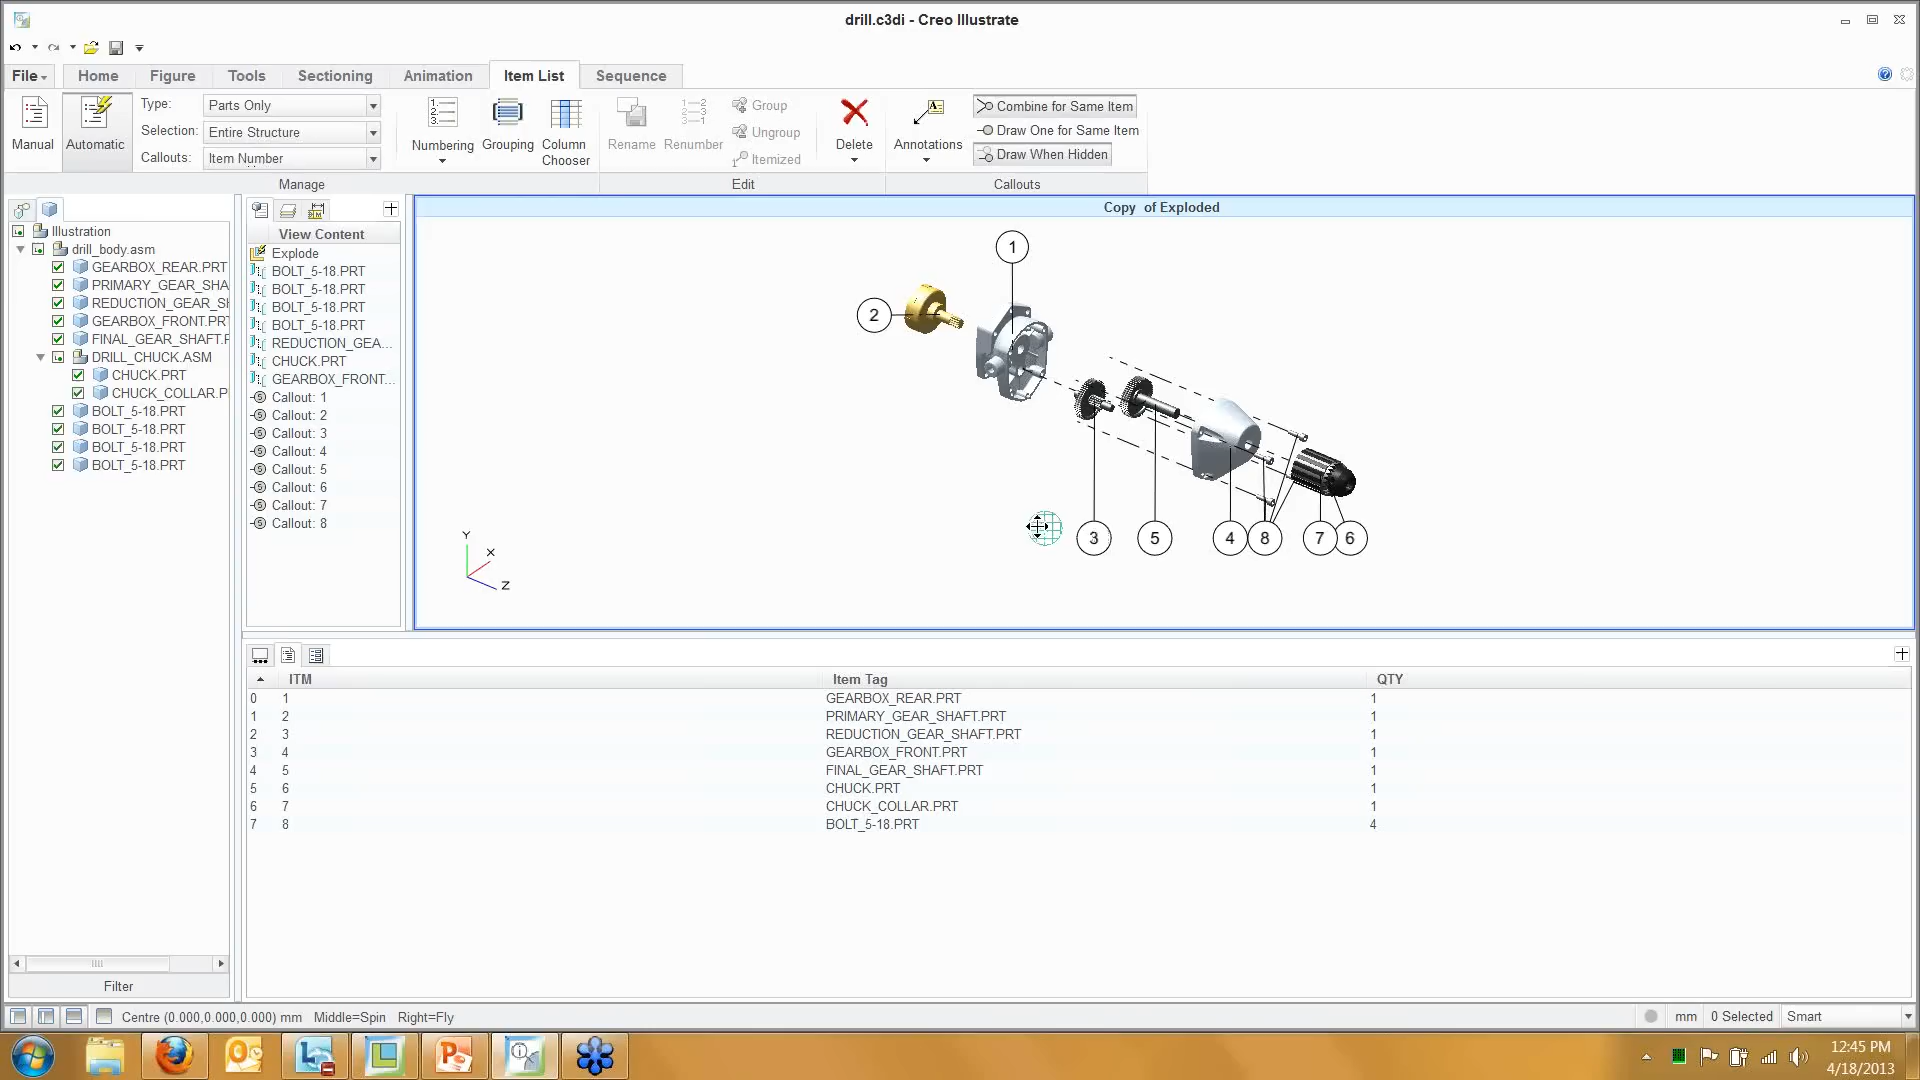 drill.c3di - Creo Illustrate
File
Home
Figure
Tools
Sectioning
Animation
Item List
Sequence
Manual
Automatic
Type:
Parts Only
Selection:
Entire Structure
Callouts:
Item Number
Numbering
Grouping
Column
Chooser
Rename
Renumber
Group
Ungroup
Itemized
Delete
Annotations
Combine for Same Item
Draw One for Same Item
Draw When Hidden
Manage
Edit
Callouts
Illustration
drill_body.asm
GEARBOX_REAR.PRT
PRIMARY_GEAR_SHA
REDUCTION_GEAR_SH
GEARBOX_FRONT.PRT
FINAL_GEAR_SHAFT.F
DRILL_CHUCK.ASM
CHUCK.PRT
CHUCK_COLLAR.P
BOLT_5-18.PRT
BOLT_5-18.PRT
BOLT_5-18.PRT
BOLT_5-18.PRT
Filter
View Content
Explode
BOLT_5-18.PRT
BOLT_5-18.PRT
BOLT_5-18.PRT
BOLT_5-18.PRT
REDUCTION_GEA...
CHUCK.PRT
GEARBOX_FRONT...
Callout: 1
Callout: 2
Callout: 3
Callout: 4
Callout: 5
Callout: 6
Callout: 7
Callout: 8
Copy of Exploded
1
2
3 5 4 8 7 6
Y
X
Z
ITM Item Tag QTY
0 1 GEARBOX_REAR.PRT 1
1 2 PRIMARY_GEAR_SHAFT.PRT 1
2 3 REDUCTION_GEAR_SHAFT.PRT 1
3 4 GEARBOX_FRONT.PRT 1
4 5 FINAL_GEAR_SHAFT.PRT 1
5 6 CHUCK.PRT 1
6 7 CHUCK_COLLAR.PRT 1
7 8 BOLT_5-18.PRT 4
Centre (0.000,0.000,0.000) mm Middle=Spin Right=Fly
mm 0 Selected Smart
12:45 PM
4/18/2013